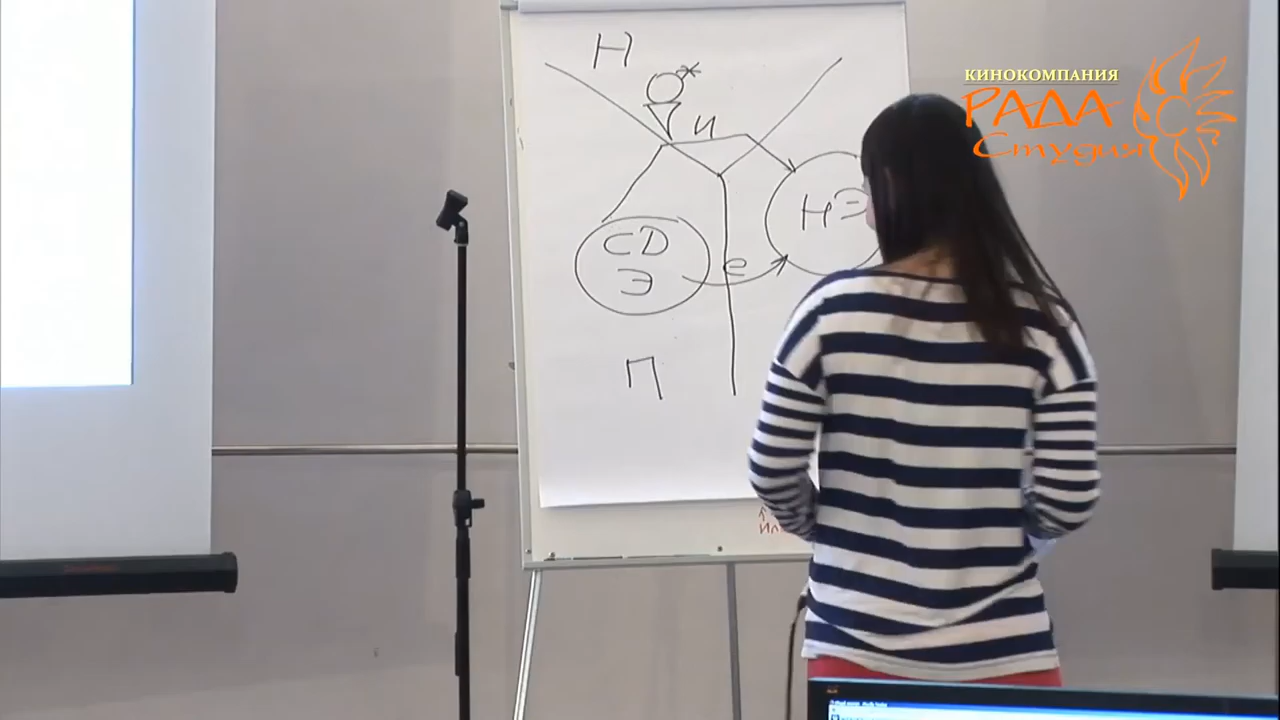 Н
И
НЭ
СD
Э
е
П
КИНОКОМПАНИЯ
РАДА
Студия